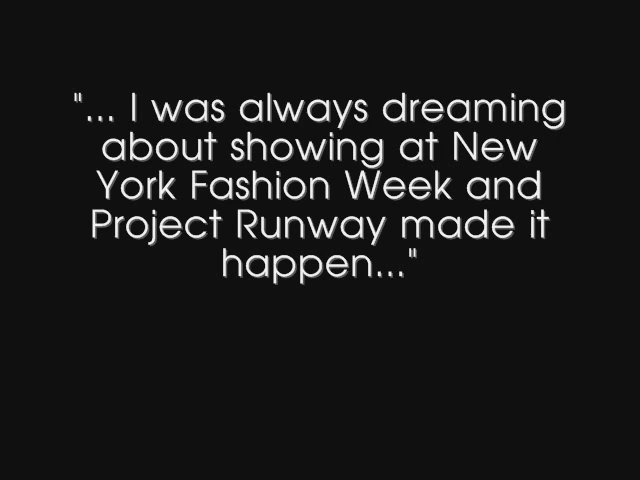 "... I was always dreaming
about showing at New
York Fashion Week and
Project Runway made it
happen..."